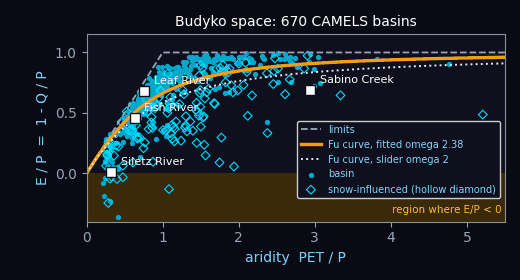 Budyko space: 670 CAMELS basins
E / P = 1 - Q / P
1.0
0.5
0.0
Leaf River
Sabino Creek
Fish River
Siletz River
limits
Fu curve, fitted omega 2.38
Fu curve, slider omega 2
basin
snow-influenced (hollow diamond)
region where E/P < 0
0 1 2 3 4 5
aridity PET / P